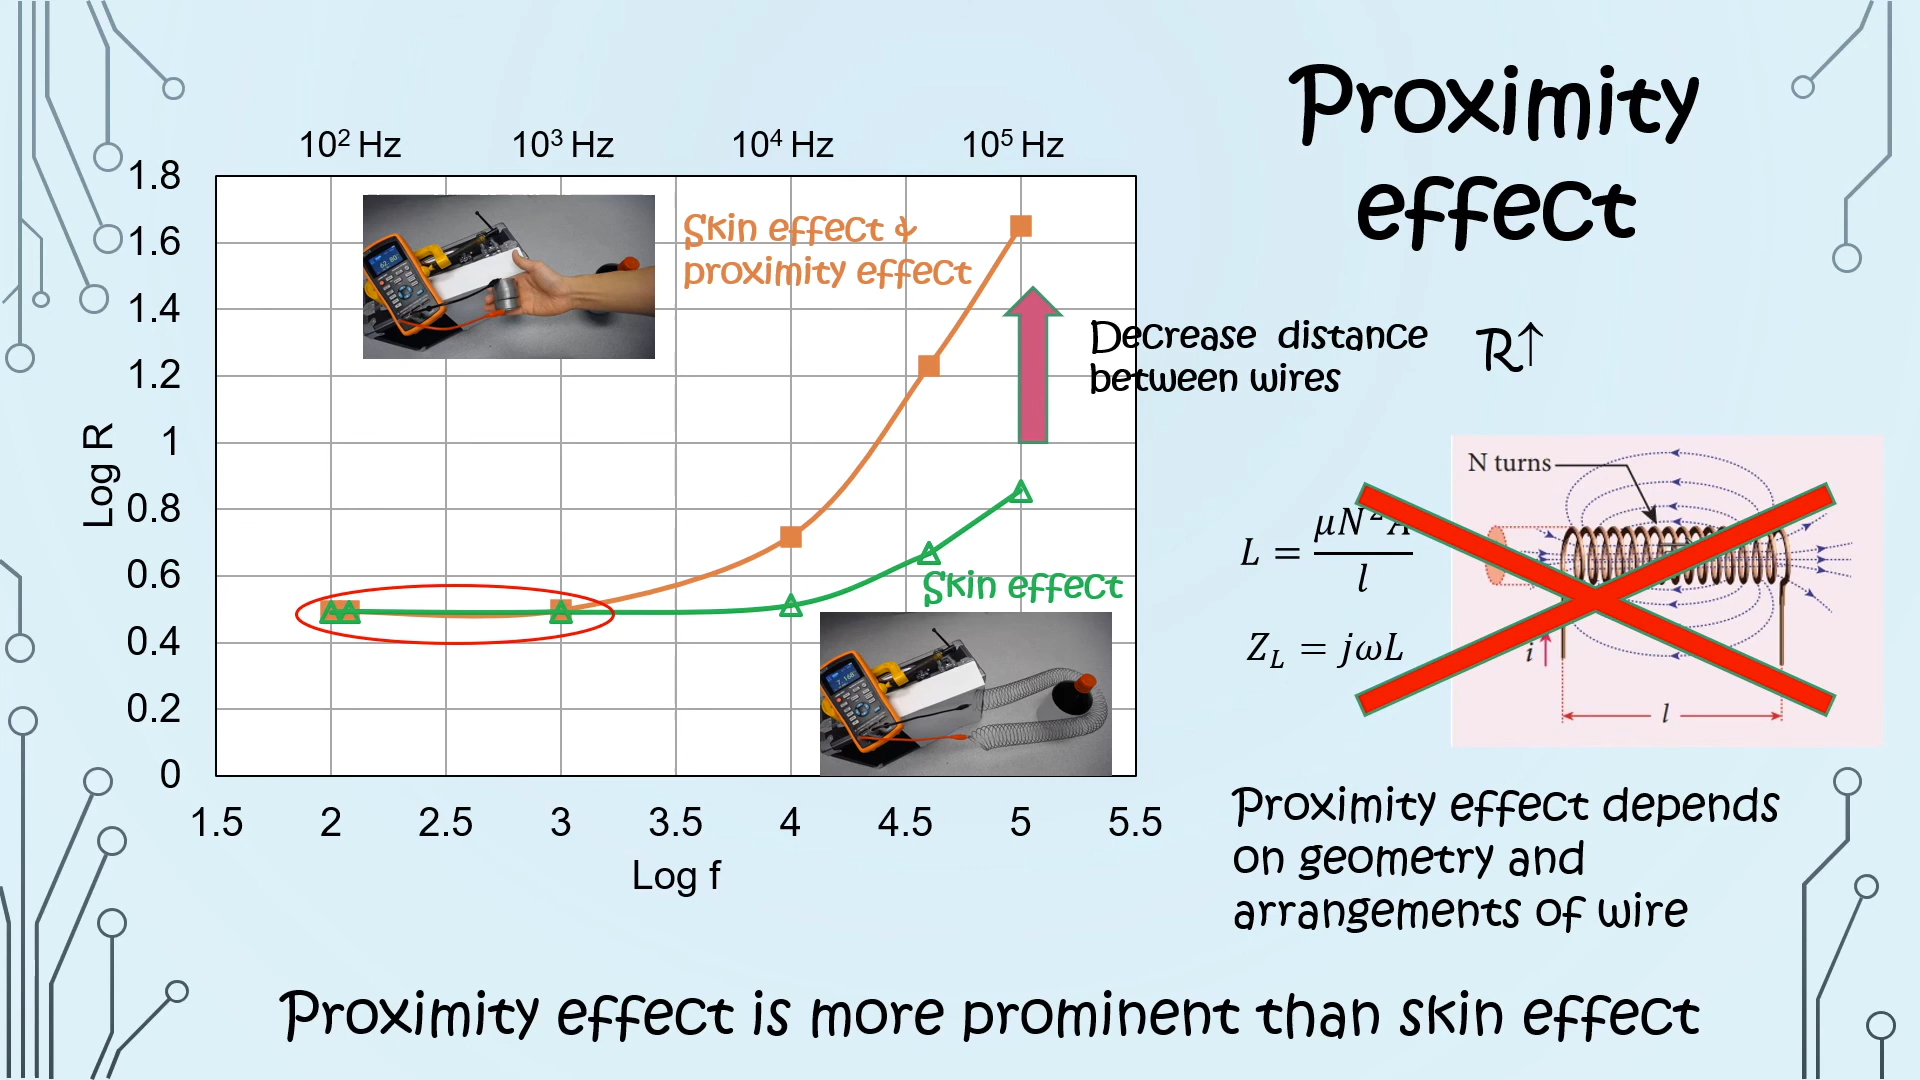 Proximity
effect
10² Hz
10³ Hz
10⁴ Hz
10⁵ Hz
1.8
1.6
1.4
1.2
1
0.8
0.6
0.4
0.2
0
Log R
Skin effect &
proximity effect
Decrease distance
between wires
R↑
Skin effect
1.5
2
2.5
3
3.5
4
4.5
5
5.5
Log f
N turns
L = μN²A / l
Z_L = jωL
i
l
Proximity effect depends
on geometry and
arrangements of wire
Proximity effect is more prominent than skin effect